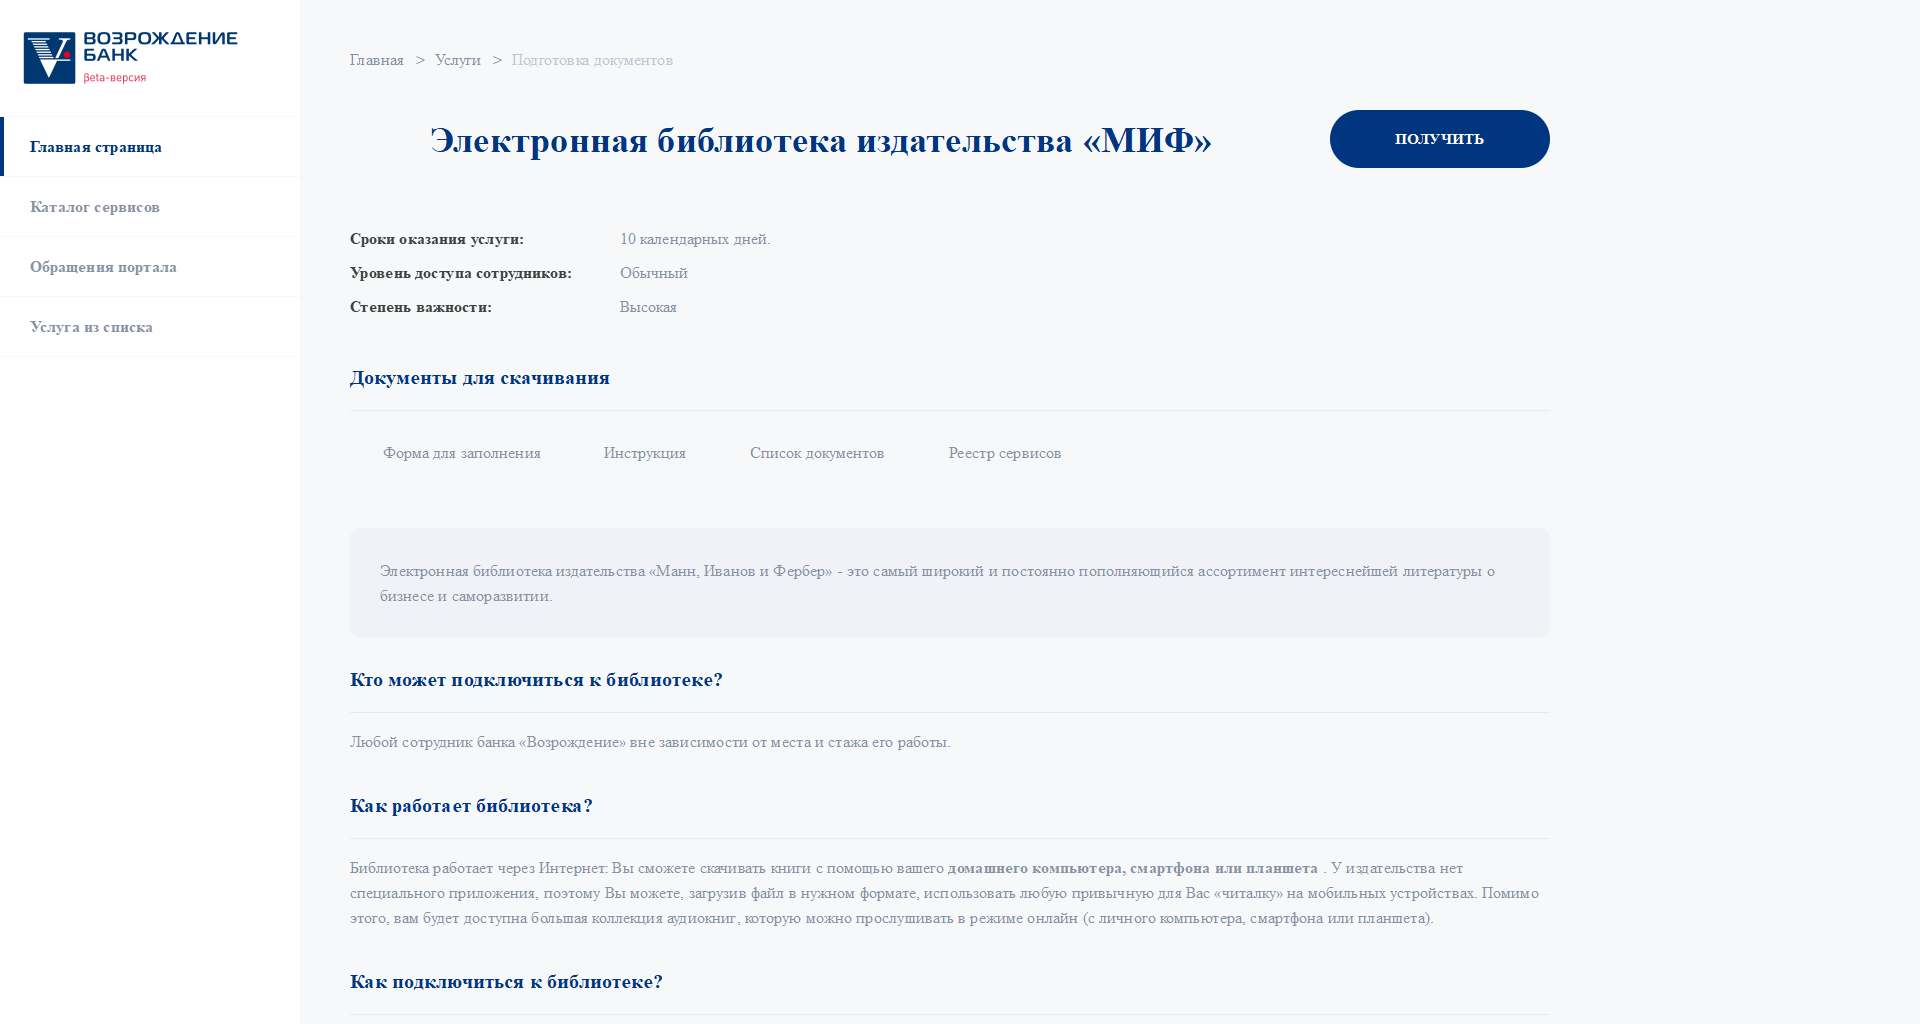 ВОЗРОЖДЕНИЕ
БАНК
βeta-версия
Главная страница
Каталог сервисов
Обращения портала
Услуга из списка
Главная > Услуги > Подготовка документов
Электронная библиотека издательства «МИФ»
ПОЛУЧИТЬ
Сроки оказания услуги: 10 календарных дней.
Уровень доступа сотрудников: Обычный
Степень важности: Высокая
Документы для скачивания
Форма для заполнения Инструкция Список документов Реестр сервисов
Электронная библиотека издательства «Манн, Иванов и Фербер» - это самый широкий и постоянно пополняющийся ассортимент интереснейшей литературы о
бизнесе и саморазвитии.
Кто может подключиться к библиотеке?
Любой сотрудник банка «Возрождение» вне зависимости от места и стажа его работы.
Как работает библиотека?
Библиотека работает через Интернет: Вы сможете скачивать книги с помощью вашего домашнего компьютера, смартфона или планшета . У издательства нет
специального приложения, поэтому Вы можете, загрузив файл в нужном формате, использовать любую привычную для Вас «читалку» на мобильных устройствах. Помимо
этого, вам будет доступна большая коллекция аудиокниг, которую можно прослушивать в режиме онлайн (с личного компьютера, смартфона или планшета).
Как подключиться к библиотеке?